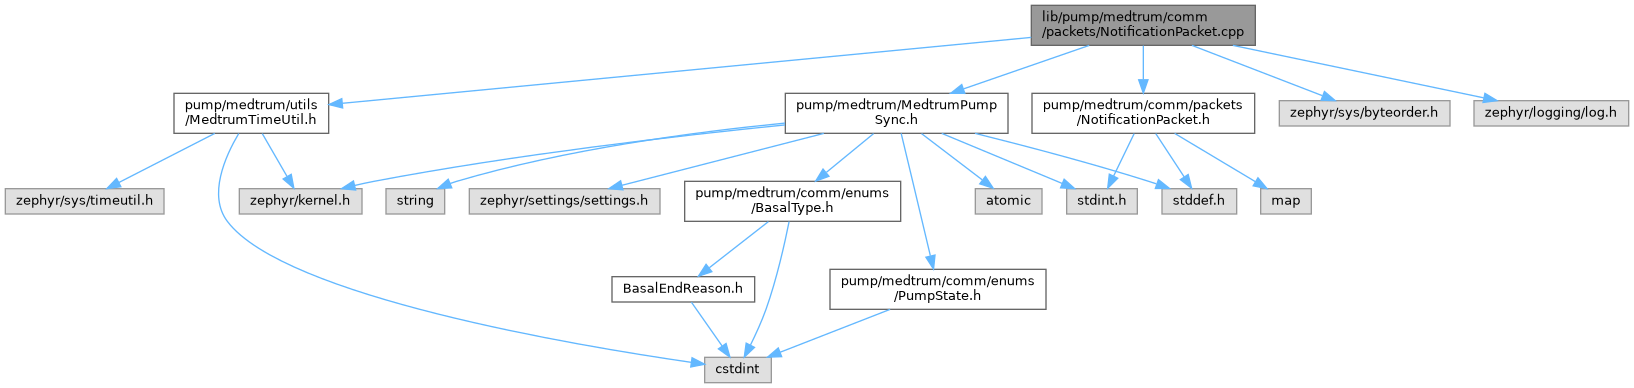 lib/pump/medtrum/comm
/packets/NotificationPacket.cpp
pump/medtrum/utils
/MedtrumTimeUtil.h
pump/medtrum/MedtrumPump
Sync.h
pump/medtrum/comm/packets
/NotificationPacket.h
zephyr/sys/byteorder.h
zephyr/logging/log.h
zephyr/sys/timeutil.h
zephyr/kernel.h
string
zephyr/settings/settings.h
pump/medtrum/comm/enums
/BasalType.h
atomic
stdint.h
stddef.h
map
BasalEndReason.h
pump/medtrum/comm/enums
/PumpState.h
cstdint